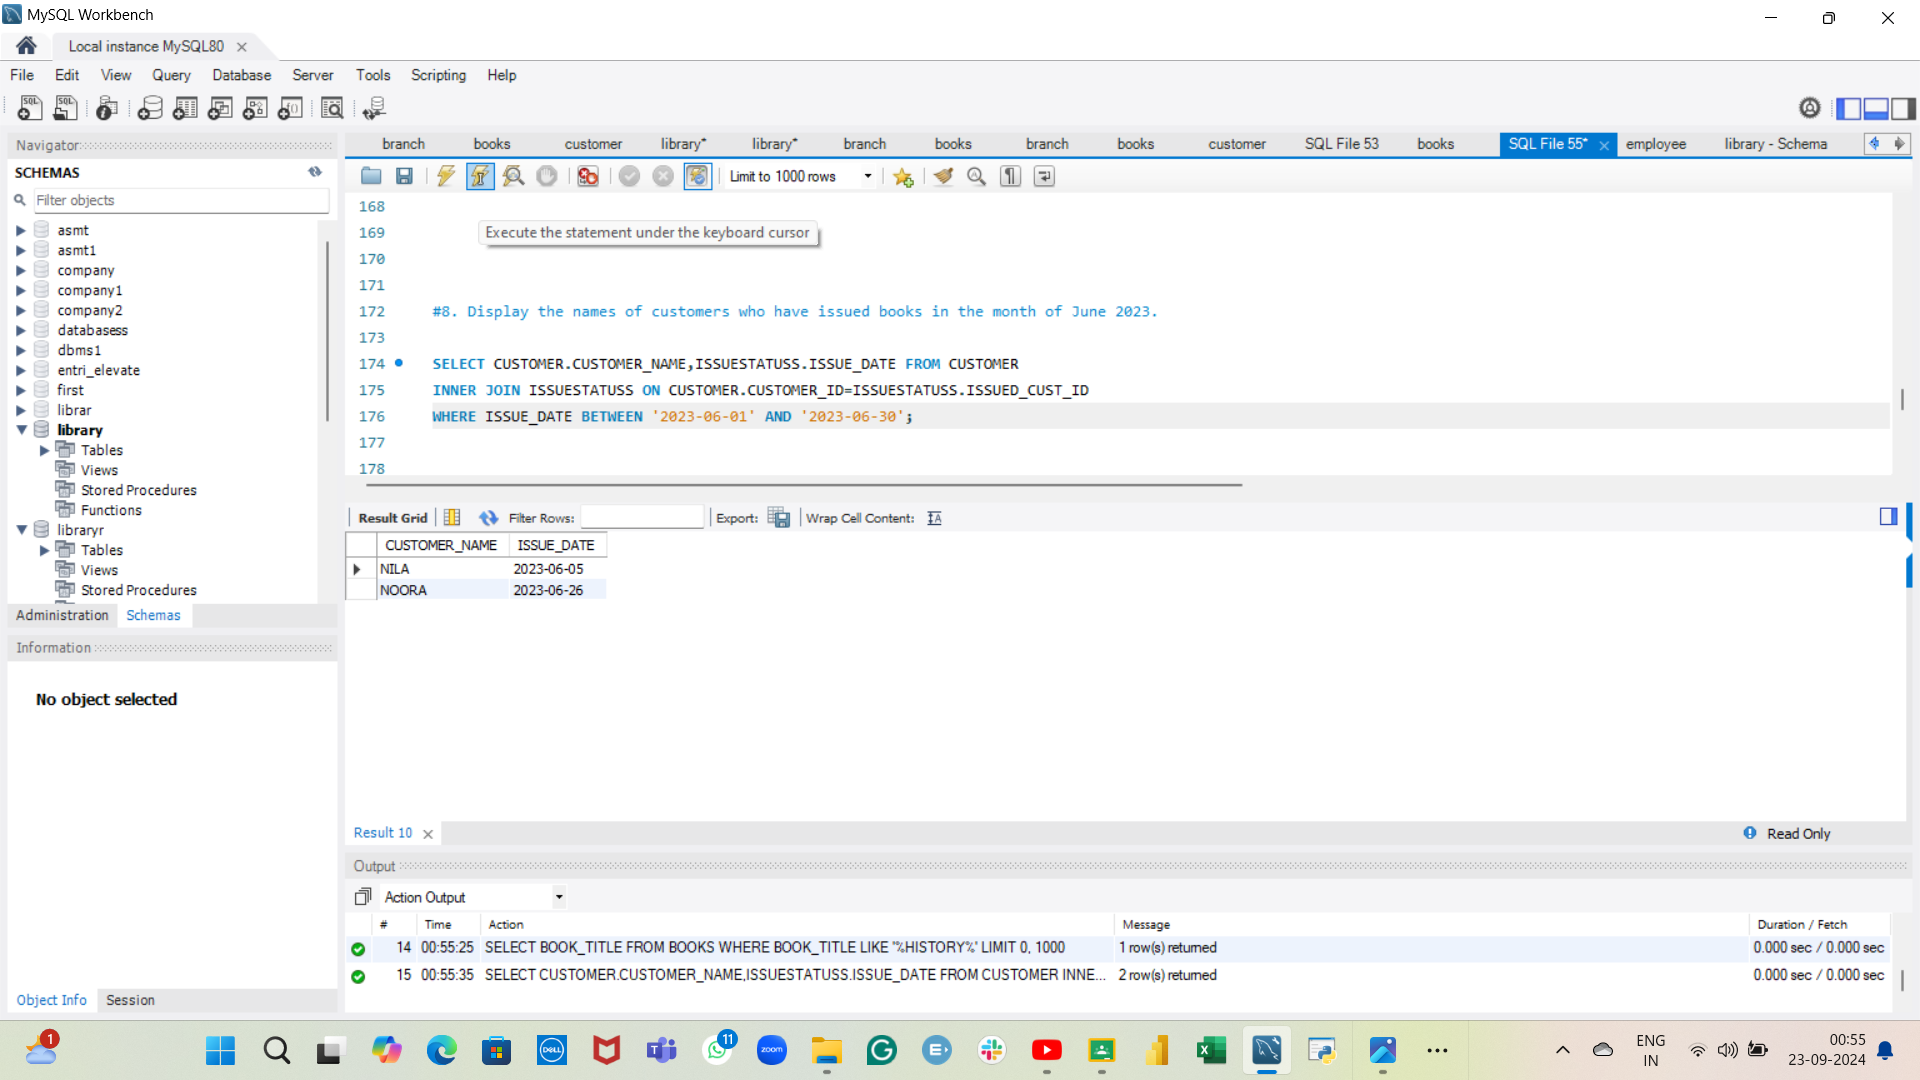 MySQL Workbench
Local instance MySQL80
File Edit View Query Database Server Tools Scripting Help
Navigator
SCHEMAS
Filter objects
asmt
asmt1
company
company1
company2
databasess
dbms1
entri_elevate
first
librar
library
Tables
Views
Stored Procedures
Functions
libraryr
Tables
Views
Stored Procedures
Administration Schemas
Information
No object selected
Object Info Session
branch books customer library* library* branch books branch books customer SQL File 53 books SQL File 55* employee library - Schema
Limit to 1000 rows
168
169
Execute the statement under the keyboard cursor
170
171
172 #8. Display the names of customers who have issued books in the month of June 2023.
173
174 SELECT CUSTOMER.CUSTOMER_NAME,ISSUESTATUSS.ISSUE_DATE FROM CUSTOMER
175 INNER JOIN ISSUESTATUSS ON CUSTOMER.CUSTOMER_ID=ISSUESTATUSS.ISSUED_CUST_ID
176 WHERE ISSUE_DATE BETWEEN '2023-06-01' AND '2023-06-30';
177
178
Result Grid Filter Rows: Export: Wrap Cell Content:
CUSTOMER_NAME ISSUE_DATE
NILA 2023-06-05
NOORA 2023-06-26
Result 10
Read Only
Output
Action Output
# Time Action Message Duration / Fetch
14 00:55:25 SELECT BOOK_TITLE FROM BOOKS WHERE BOOK_TITLE LIKE '%HISTORY%' LIMIT 0, 1000 1 row(s) returned 0.000 sec / 0.000 sec
15 00:55:35 SELECT CUSTOMER.CUSTOMER_NAME,ISSUESTATUSS.ISSUE_DATE FROM CUSTOMER INNE... 2 row(s) returned 0.000 sec / 0.000 sec
1
DELL
11
zoom
ENG
IN
00:55
23-09-2024